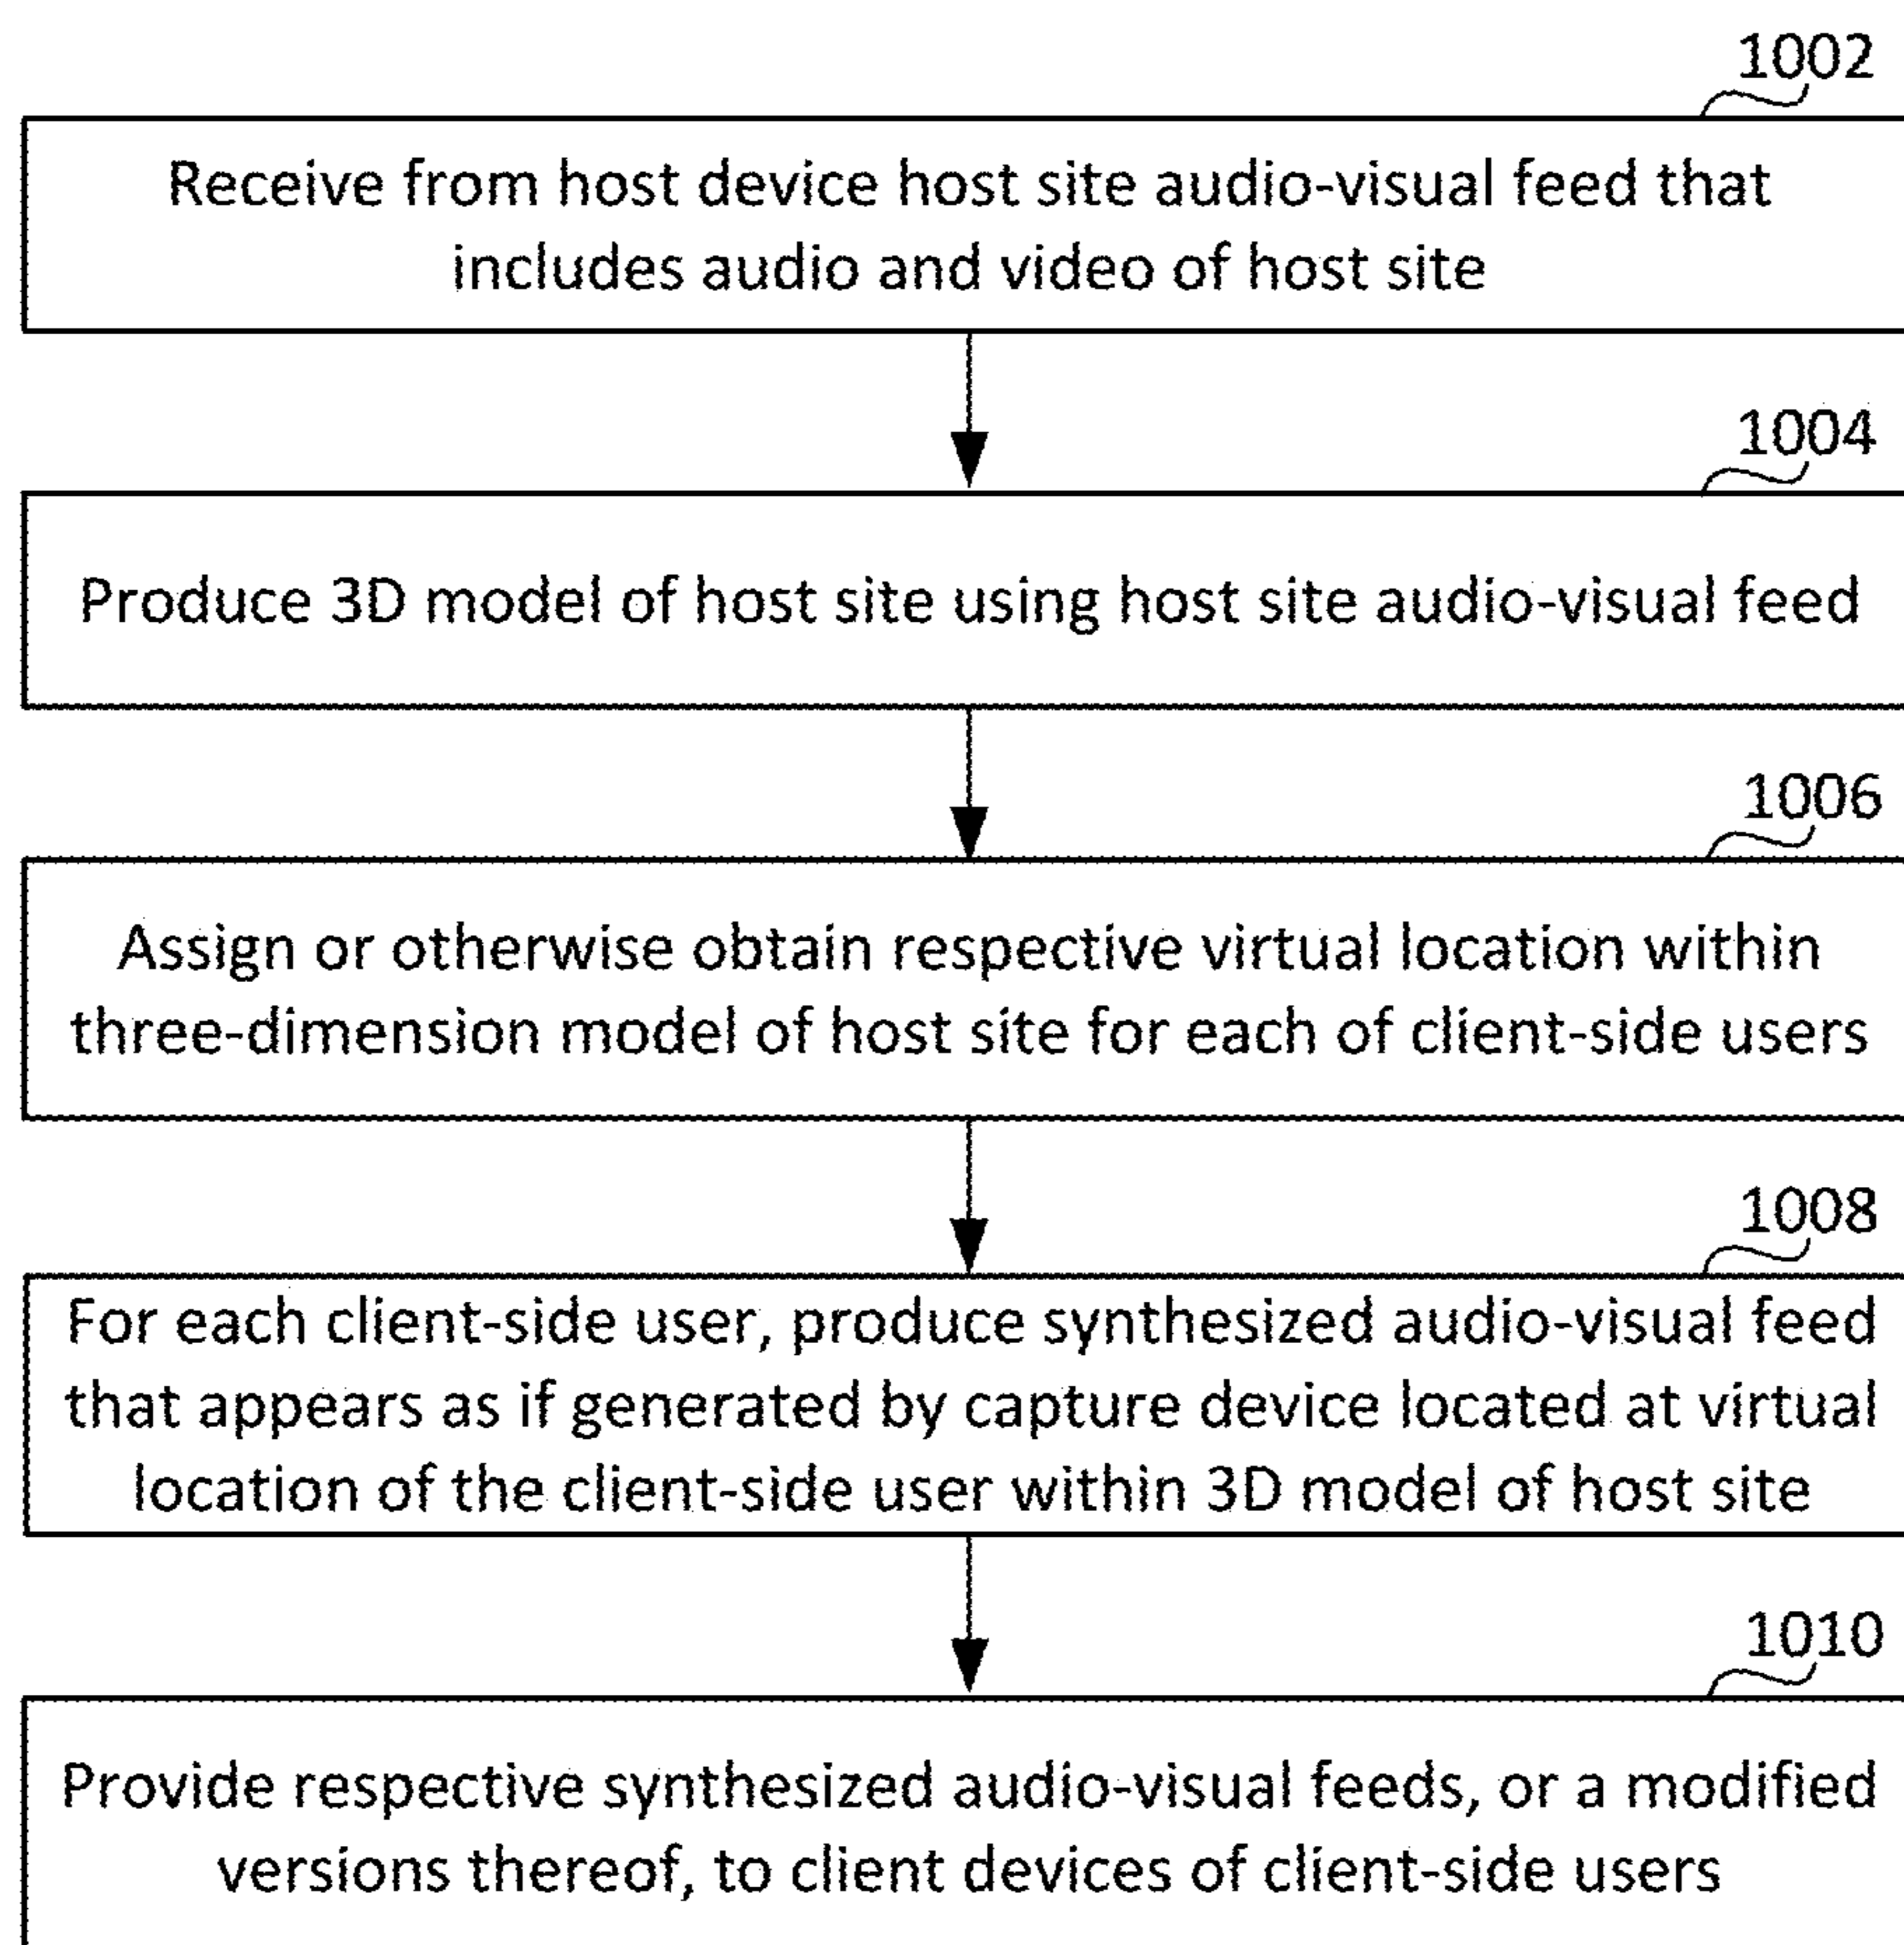 1002
Receive from host device host site audio-visual feed that
includes audio and video of host site
1004
Produce 3D model of host site using host site audio-visual feed
1006
Assign or otherwise obtain respective virtual location within
three-dimension model of host site for each of client-side users
1008
For each client-side user, produce synthesized audio-visual feed
that appears as if generated by capture device located at virtual
location of the client-side user within 3D model of host site
1010
Provide respective synthesized audio-visual feeds, or a modified
versions thereof, to client devices of client-side users